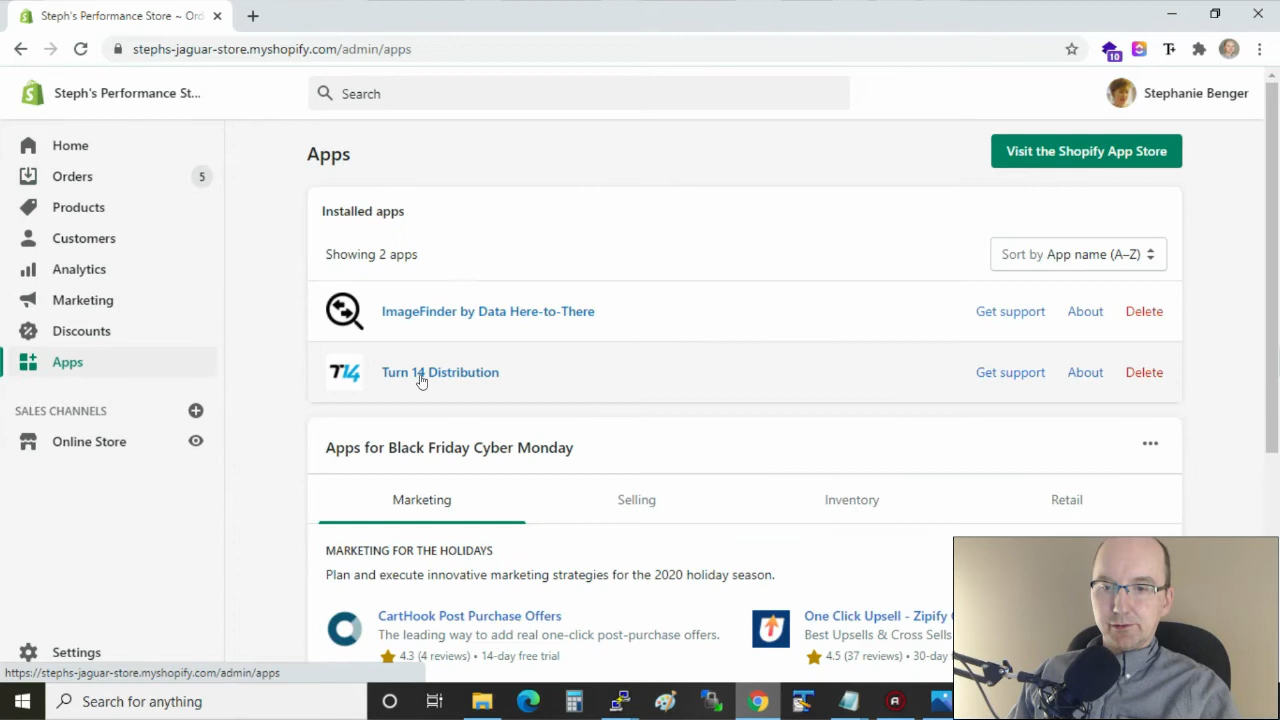 Steph's Performance Store ~ Ord
stephs-jaguar-store.myshopify.com/admin/apps
10
Steph's Performance St...
Search
Stephanie Benger
Home
Orders
5
Products
Customers
Analytics
Marketing
Discounts
Apps
SALES CHANNELS
Online Store
Settings
Apps
Visit the Shopify App Store
Installed apps
Showing 2 apps
Sort by App name (A–Z)
ImageFinder by Data Here-to-There
Get support
About
Delete
T14
Turn 14 Distribution
Get support
About
Delete
Apps for Black Friday Cyber Monday
Marketing
Selling
Inventory
Retail
MARKETING FOR THE HOLIDAYS
Plan and execute innovative marketing strategies for the 2020 holiday season.
CartHook Post Purchase Offers
The leading way to add real one-click post-purchase offers.
4.3 (4 reviews) • 14-day free trial
One Click Upsell - Zipify
Best Upsells & Cross Sells
4.5 (37 reviews) • 30-day
https://stephs-jaguar-store.myshopify.com/admin/apps
Search for anything